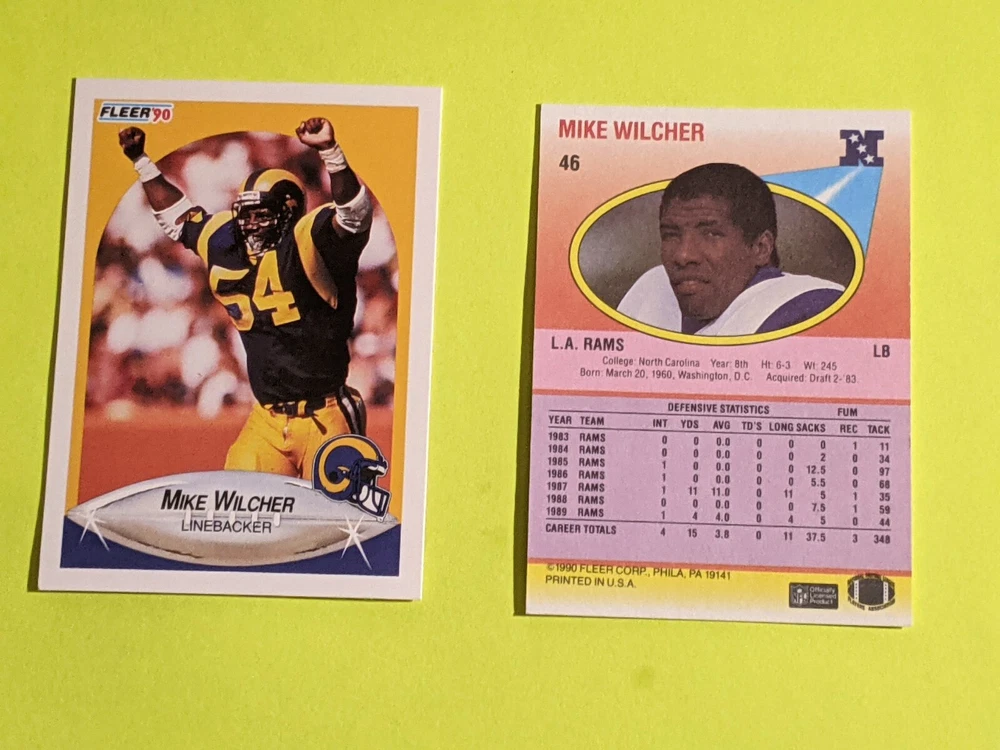 FLEER '90
54
MIKE WILCHER
LINEBACKER
MIKE WILCHER
46
N
L.A. RAMS
LB
College: North Carolina Year: 8th Ht: 6-3 Wt: 245
Born: March 20, 1960, Washington, D.C. Acquired: Draft 2-'83.
DEFENSIVE STATISTICS FUM
YEAR TEAM INT YDS AVG TD'S LONG SACKS REC TACK
1983 RAMS 0 0 0.0 0 0 0 1 11
1984 RAMS 0 0 0.0 0 0 2 0 34
1985 RAMS 1 0 0.0 0 0 12.5 0 97
1986 RAMS 1 0 0.0 0 0 5.5 0 68
1987 RAMS 1 11 11.0 0 11 5 1 35
1988 RAMS 0 0 0.0 0 0 7.5 1 59
1989 RAMS 1 4 4.0 0 4 5 0 44
CAREER TOTALS 4 15 3.8 0 11 37.5 3 348
©1990 FLEER CORP., PHILA, PA 19141
PRINTED IN U.S.A.
NFL
Officially
Licensed
Product